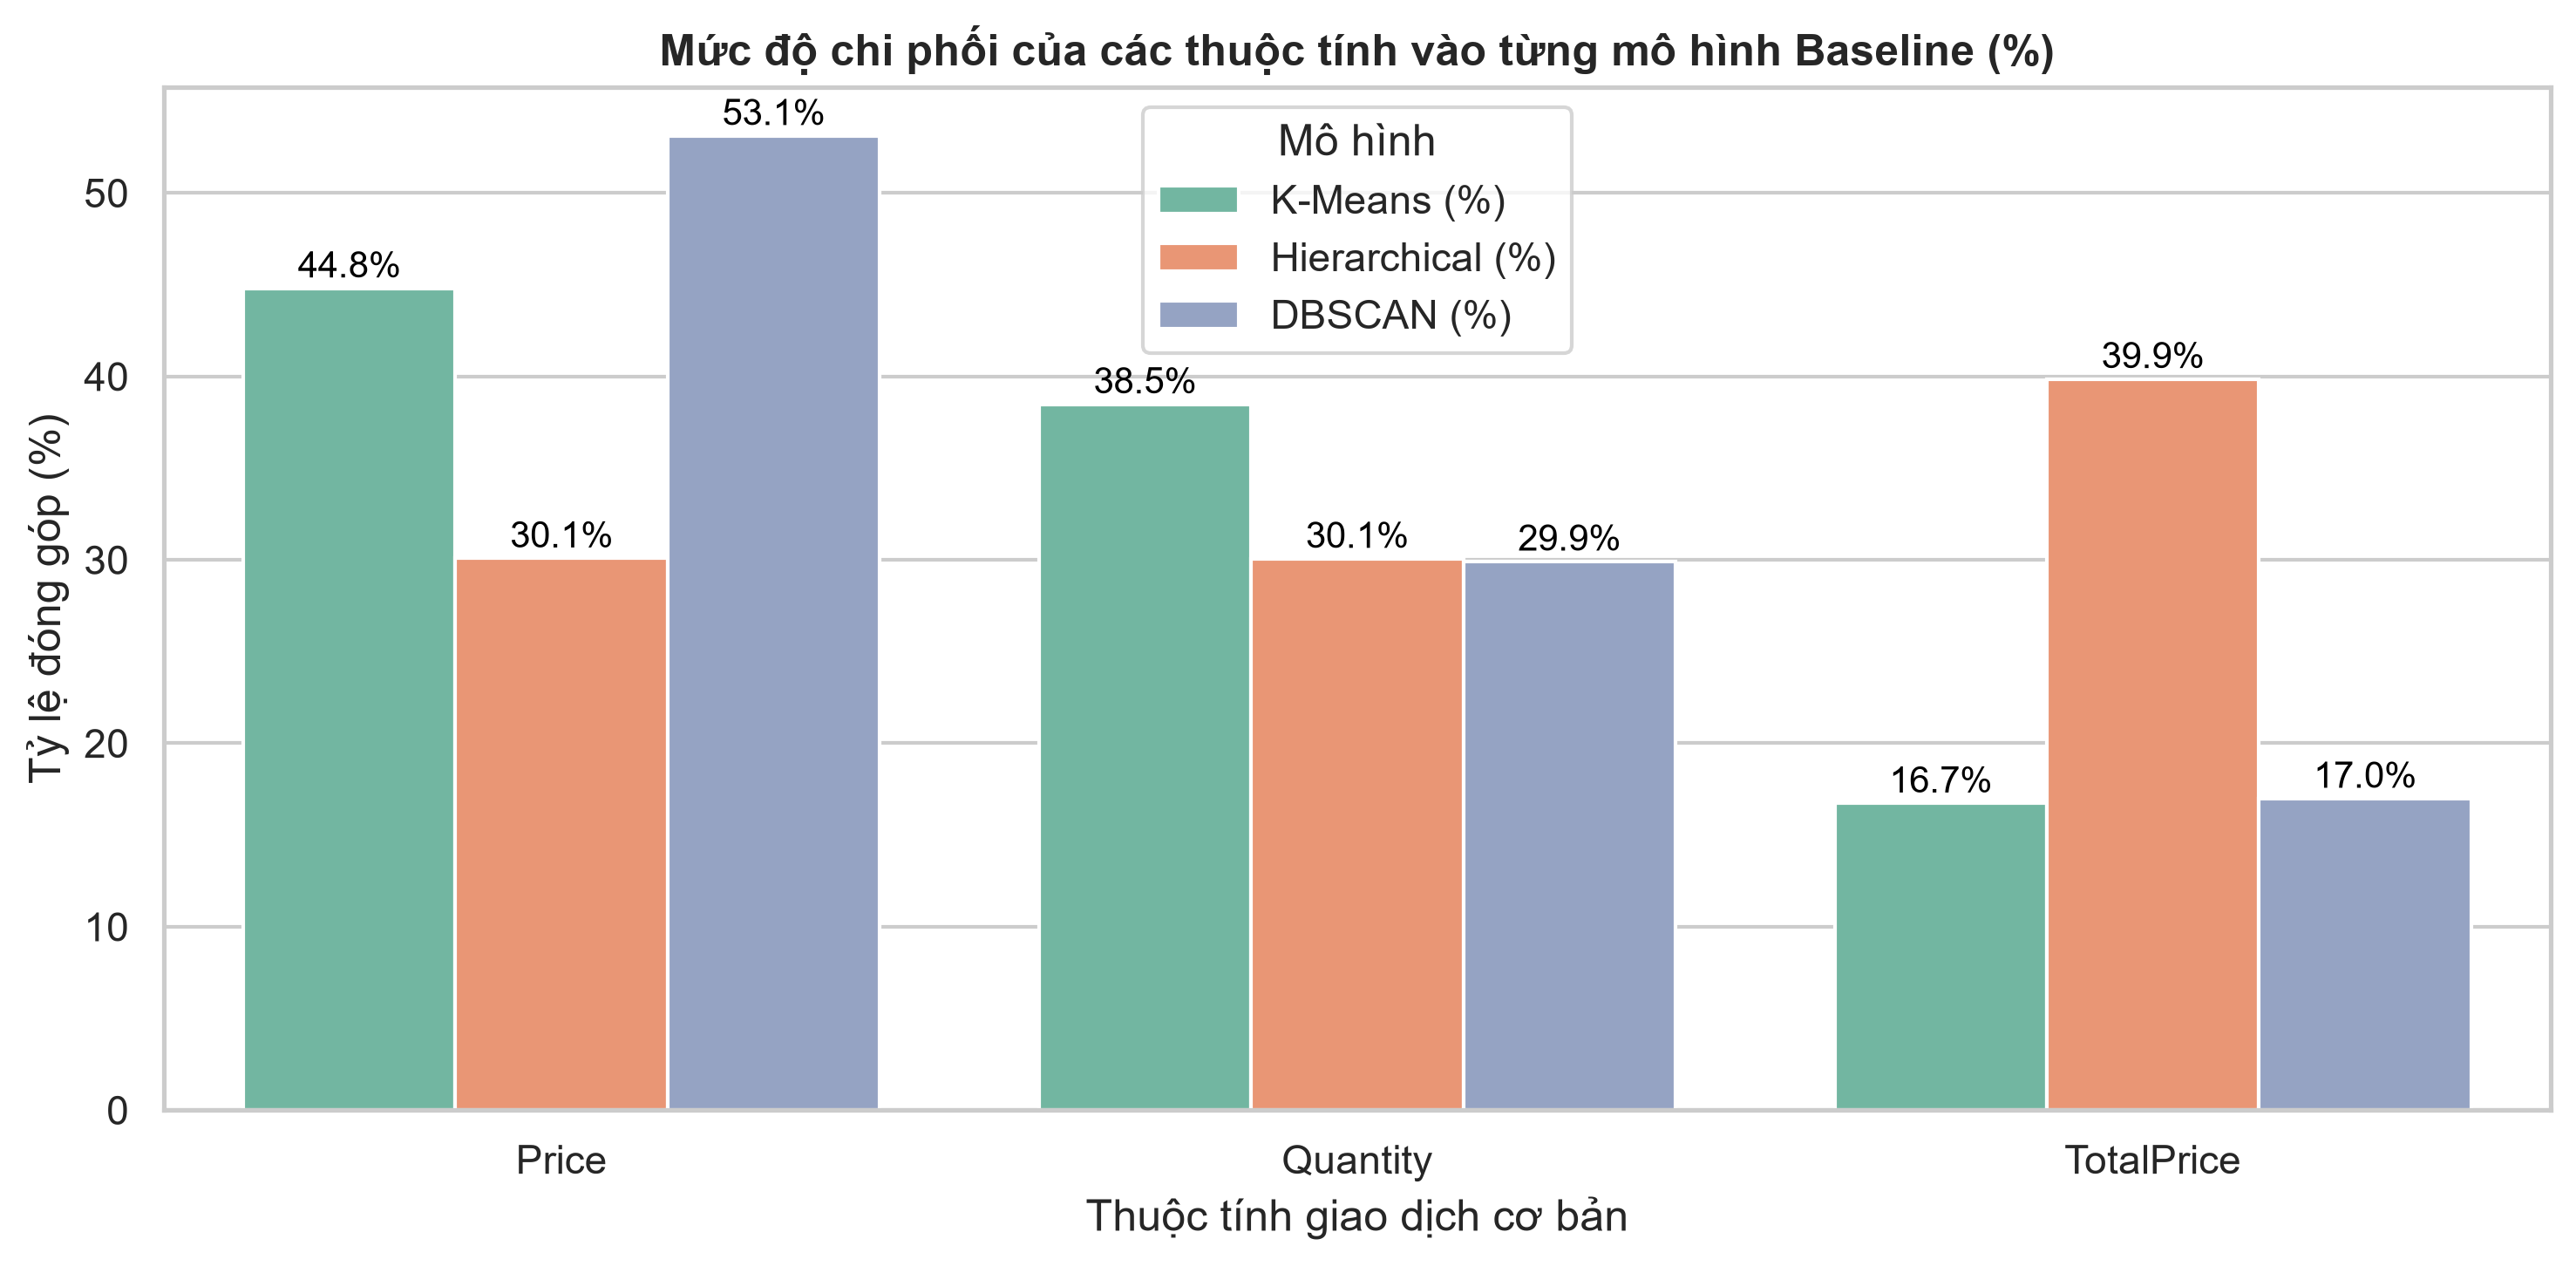 Mức độ chi phối của các thuộc tính vào từng mô hình Baseline (%)
Mô hình
K-Means (%)
Hierarchical (%)
DBSCAN (%)
Tỷ lệ đóng góp (%)
50
40
30
20
10
0
44.8%
30.1%
53.1%
38.5%
30.1%
29.9%
16.7%
39.9%
17.0%
Price
Quantity
TotalPrice
Thuộc tính giao dịch cơ bản